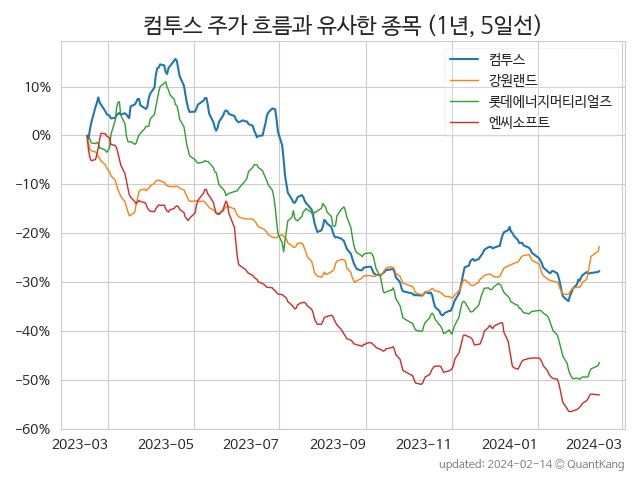 컴투스 주가 흐름과 유사한 종목 (1년, 5일선)
컴투스
강원랜드
롯데에너지머티리얼즈
엔씨소프트
10%
0%
−10%
−20%
−30%
−40%
−50%
−60%
2023-03
2023-05
2023-07
2023-09
2023-11
2024-01
2024-03
updated: 2024-02-14 © QuantKang